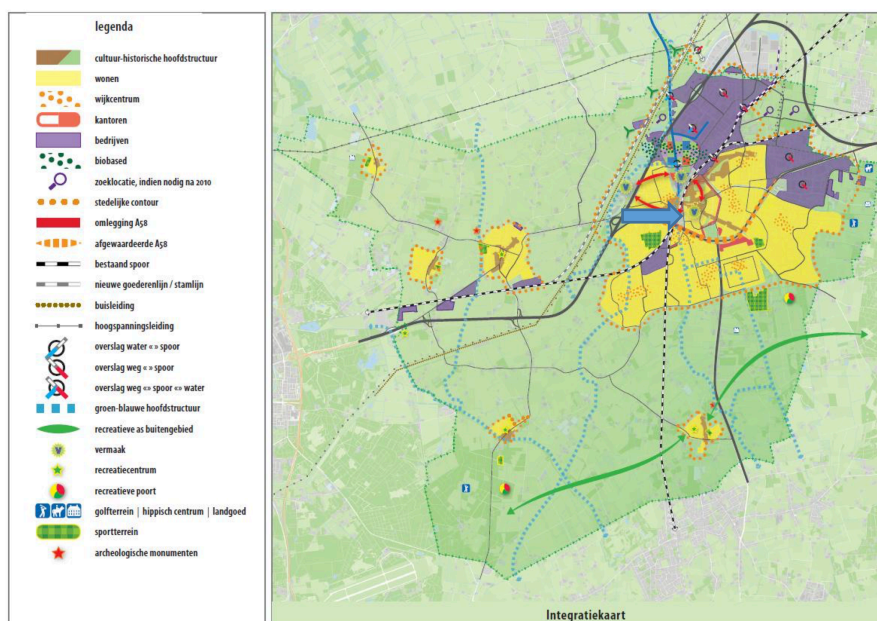 legenda
cultuur-historische hoofdstructuur
wonen
wijkcentrum
kantoren
bedrijven
biobased
zoeklocatie, indien nodig na 2010
stedelijke contour
omlegging A58
afgewaardeerde A58
bestaand spoor
nieuwe goederenlijn / stamlijn
buisleiding
hoogspanningsleiding
overslag water «» spoor
overslag weg «» spoor
overslag weg «» spoor «» water
groen-blauwe hoofdstructuur
recreatieve as buitengebied
V vermaak
recreatiecentrum
recreatieve poort
golfterrein | hippisch centrum | landgoed
sportterrein
archeologische monumenten
Integratiekaart